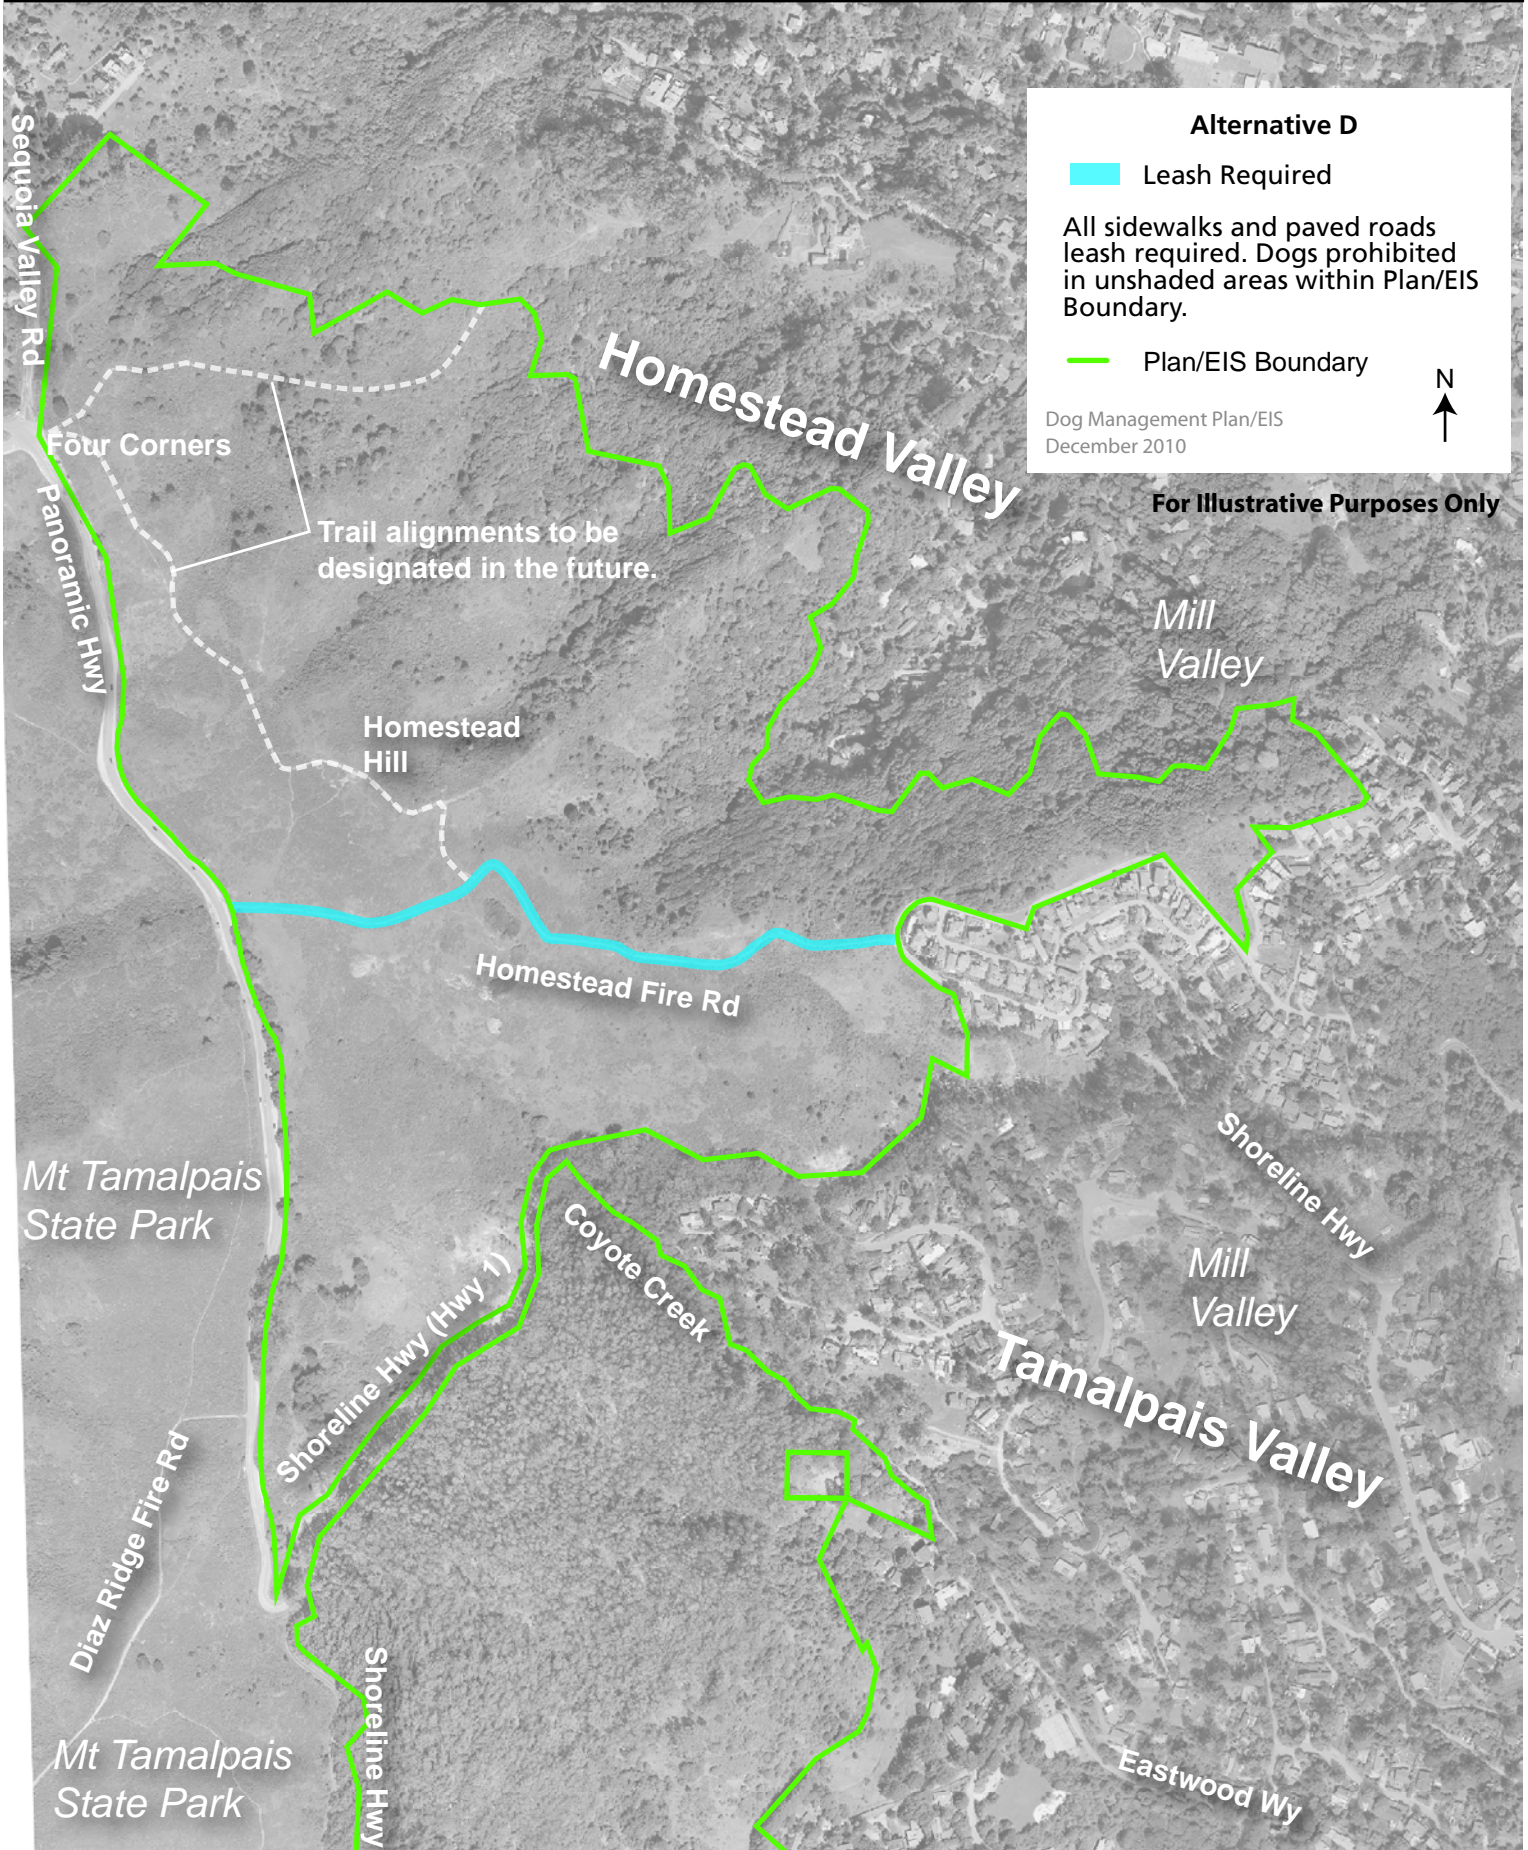 Alternative D
Leash Required
All sidewalks and paved roads
leash required. Dogs prohibited
in unshaded areas within Plan/EIS
Boundary.
Plan/EIS Boundary
N
Dog Management Plan/EIS
December 2010
For Illustrative Purposes Only
Sequoia Valley Rd
Homestead Valley
Four Corners
Panoramic Hwy
Trail alignments to be
designated in the future.
Mill
Valley
Homestead
Hill
Homestead Fire Rd
Mt Tamalpais
State Park
Shoreline Hwy
Coyote Creek
Shoreline Hwy (Hwy 1)
Mill
Valley
Tamalpais Valley
Diaz Ridge Fire Rd
Shoreline Hwy
Mt Tamalpais
State Park
Eastwood Wy